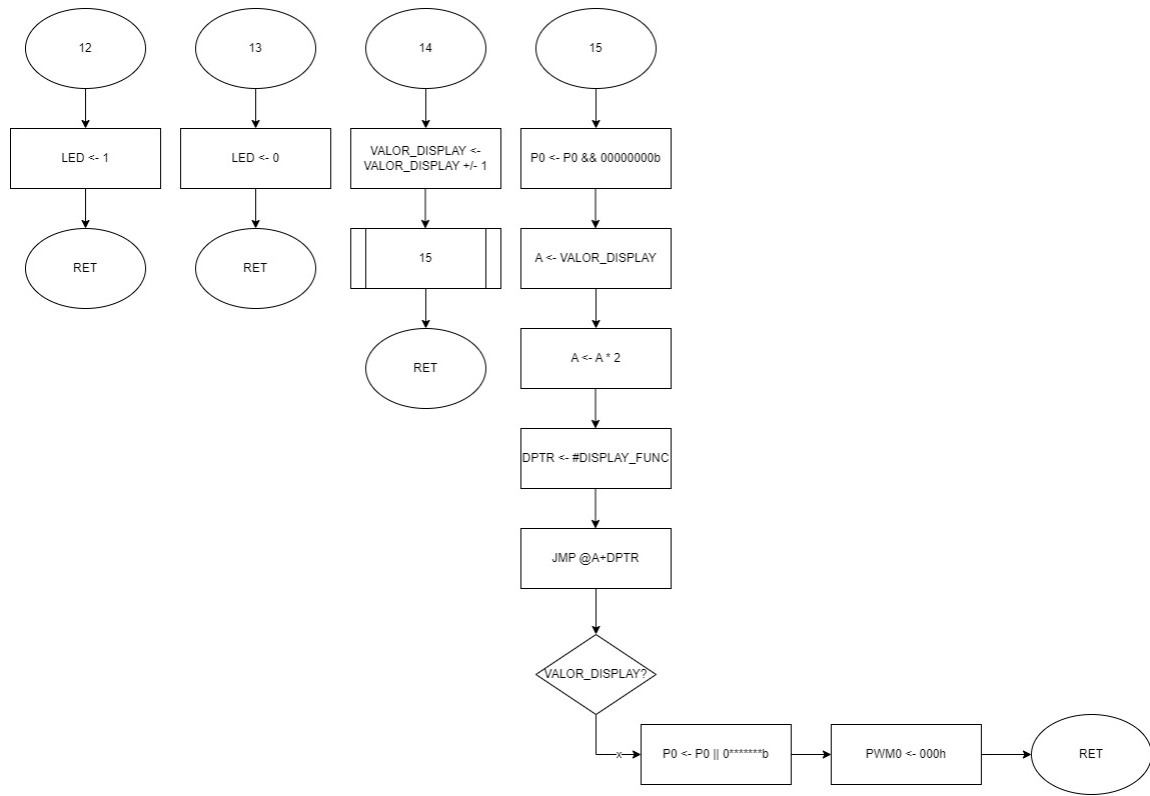 12
13
14
15
LED <- 1
LED <- 0
VALOR_DISPLAY <-
VALOR_DISPLAY +/- 1
P0 <- P0 && 00000000b
RET
RET
15
A <- VALOR_DISPLAY
RET
A <- A * 2
DPTR <- #DISPLAY_FUNC
JMP @A+DPTR
VALOR_DISPLAY?
x
P0 <- P0 || 0*******b
PWM0 <- 000h
RET